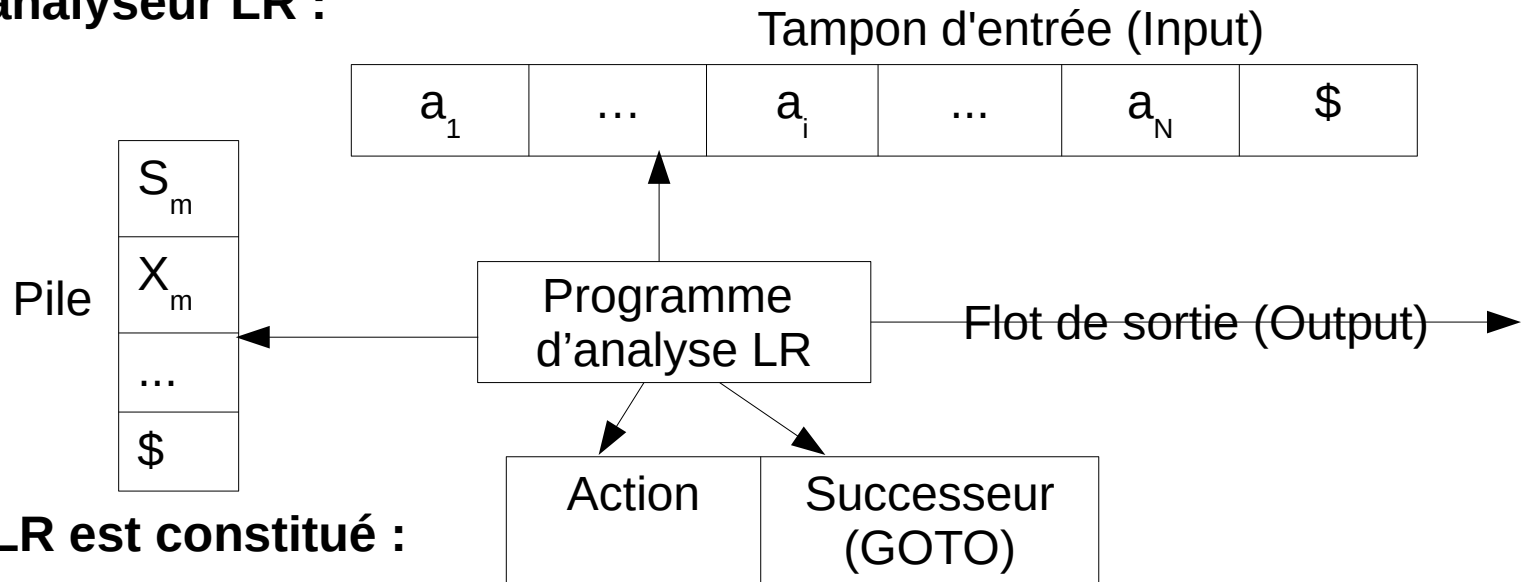 analyseur LR :
Tampon d'entrée (Input)
a1 … ai ... aN $
Sm
Xm
...
$
Pile
Programme
d’analyse LR
Flot de sortie (Output)
Action
Successeur
(GOTO)
LR est constitué :